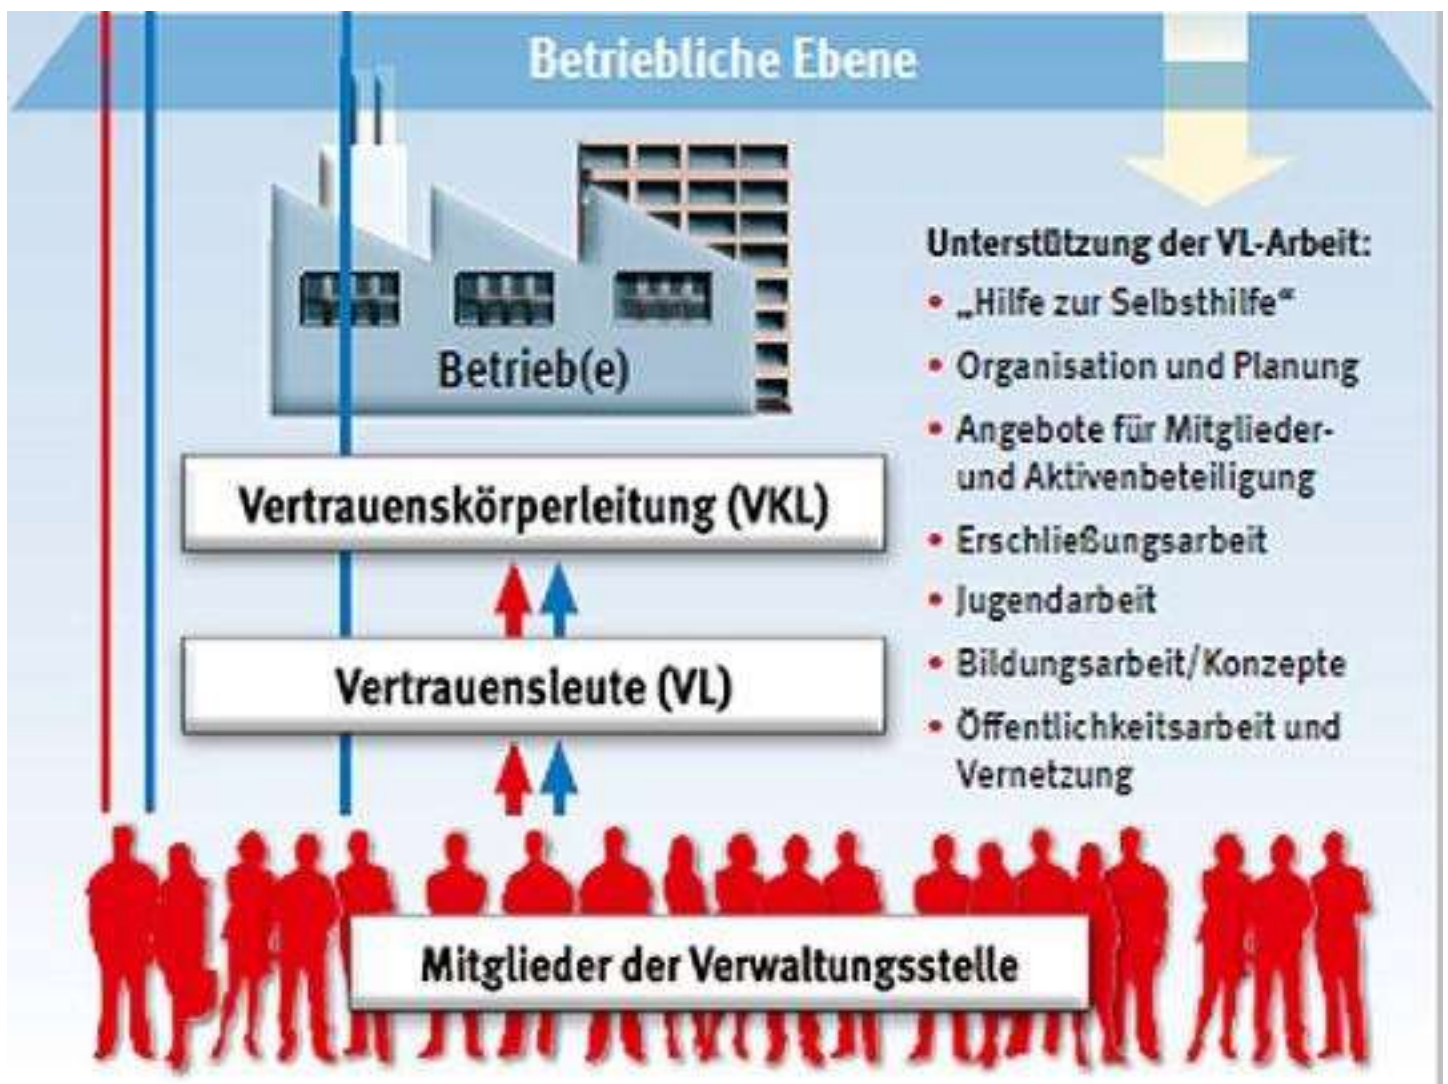 Betriebliche Ebene
Betrieb(e)
Vertrauenskörperleitung (VKL)
Vertrauensleute (VL)
Mitglieder der Verwaltungsstelle
Unterstützung der VL-Arbeit:
• „Hilfe zur Selbsthilfe“
• Organisation und Planung
• Angebote für Mitglieder-
und Aktivenbeteiligung
• Erschließungsarbeit
• Jugendarbeit
• Bildungsarbeit/Konzepte
• Öffentlichkeitsarbeit und
Vernetzung